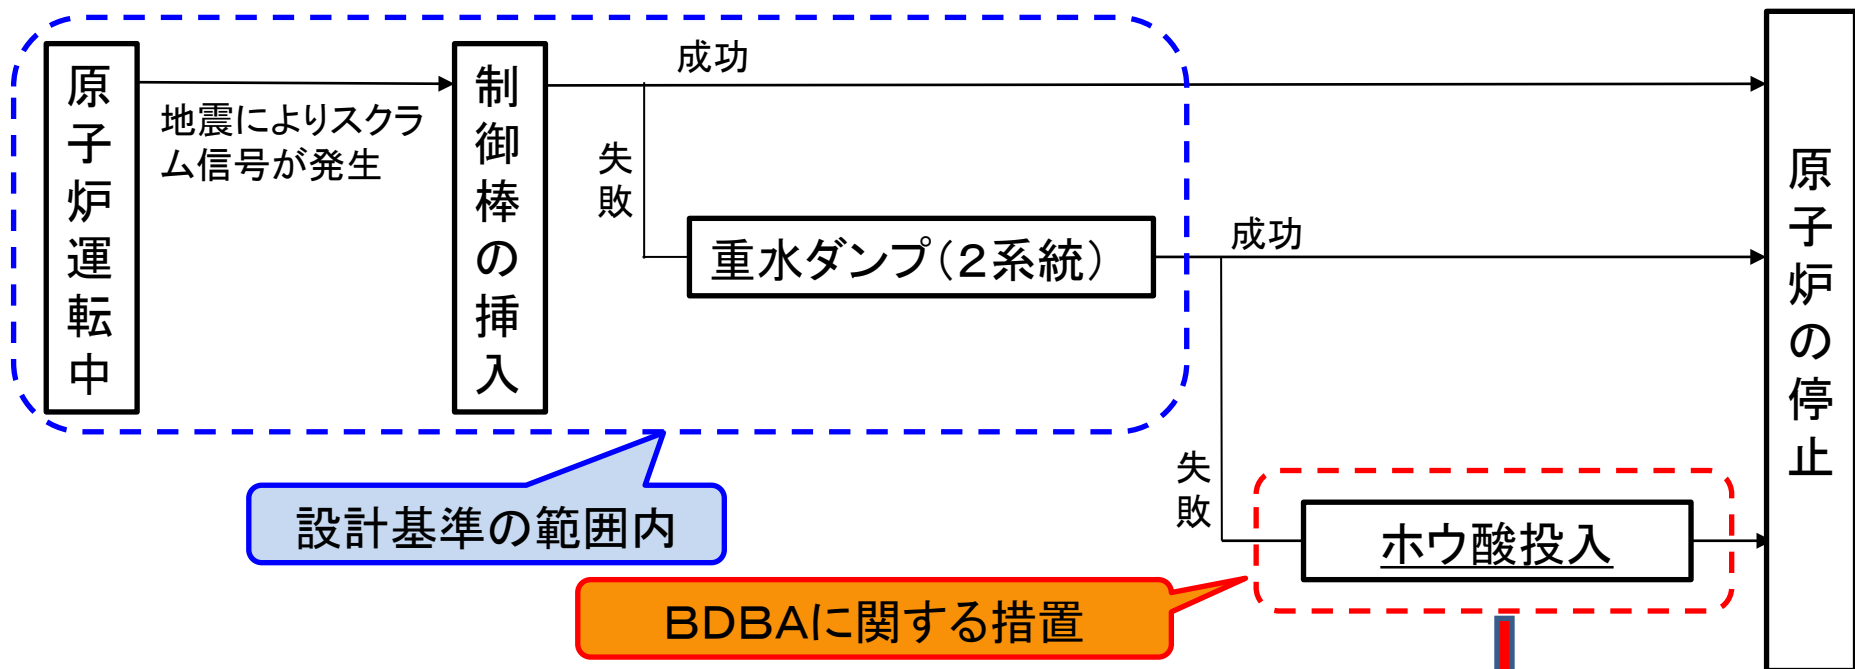 原子炉運転中
地震によりスクラ
ム信号が発生
制御棒の挿入
成功
失敗
重水ダンプ(2系統)
成功
失敗
ホウ酸投入
原子炉の停止
設計基準の範囲内
BDBAに関する措置